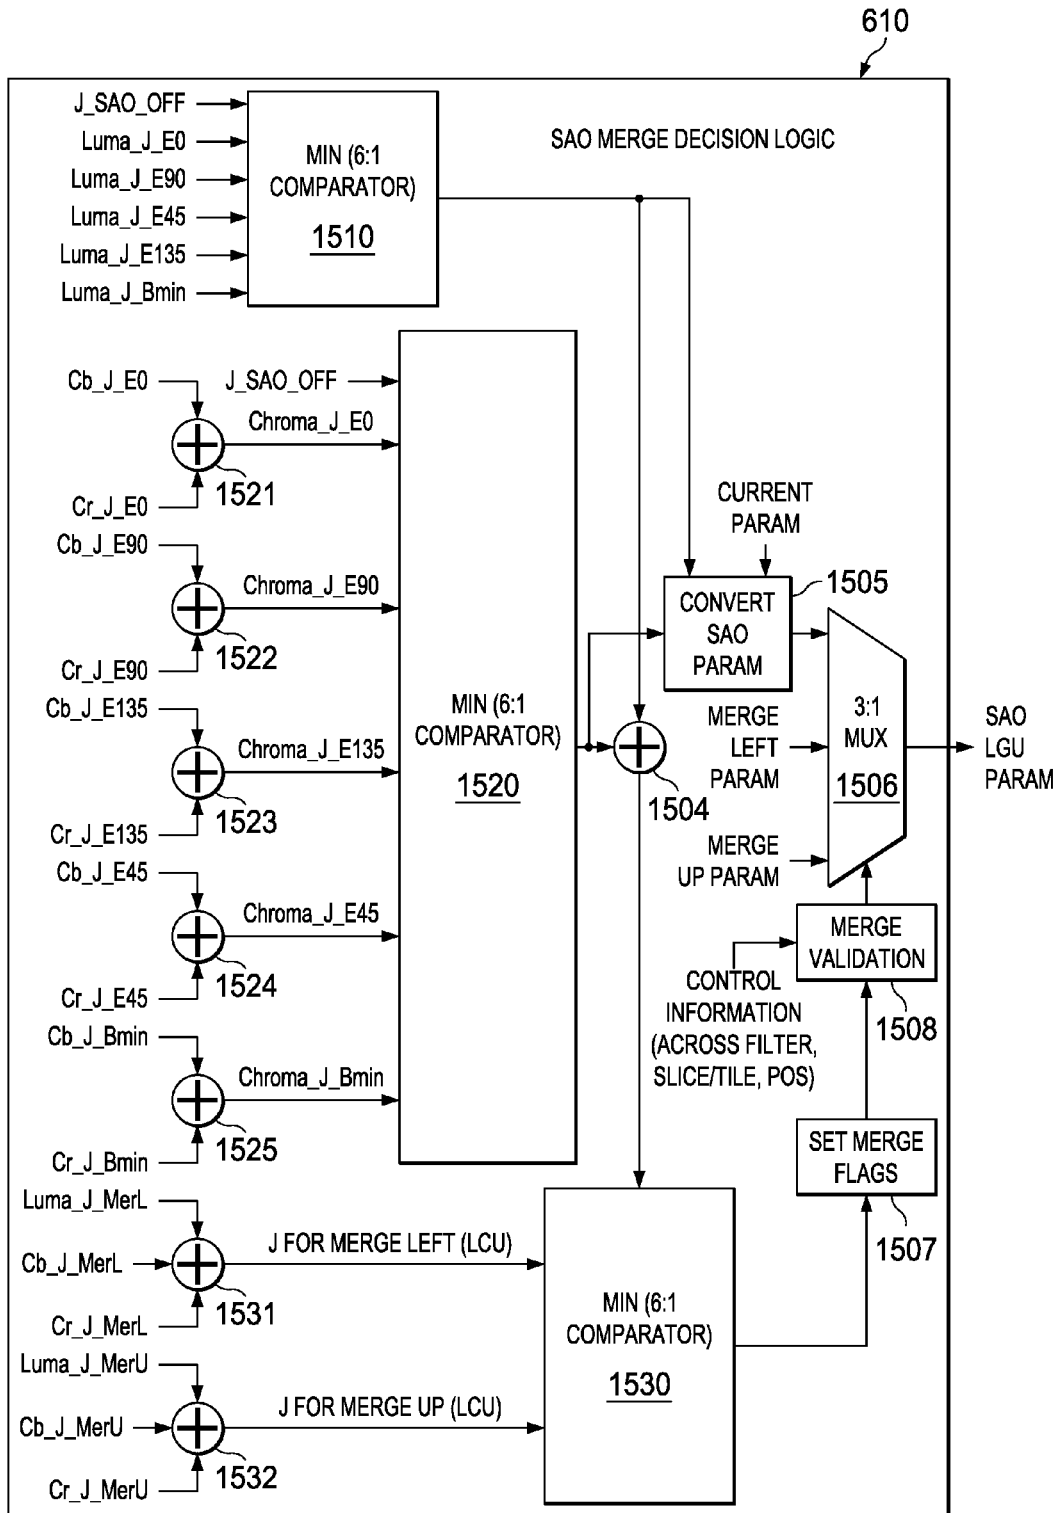 610
J_SAO_OFF
Luma_J_E0
Luma_J_E90
Luma_J_E45
Luma_J_E135
Luma_J_Bmin
MIN (6:1
COMPARATOR)
1510
SAO MERGE DECISION LOGIC
Cb_J_E0
J_SAO_OFF
Chroma_J_E0
1521
Cr_J_E0
Cb_J_E90
Chroma_J_E90
1522
Cr_J_E90
Cb_J_E135
Chroma_J_E135
1523
Cr_J_E135
Cb_J_E45
Chroma_J_E45
1524
Cr_J_E45
Cb_J_Bmin
Chroma_J_Bmin
1525
Cr_J_Bmin
MIN (6:1
COMPARATOR)
1520
CURRENT
PARAM
1505
CONVERT
SAO
PARAM
1504
MERGE
LEFT
PARAM
MERGE
UP PARAM
3:1
MUX
1506
SAO
LGU
PARAM
MERGE
VALIDATION
1508
CONTROL
INFORMATION
(ACROSS FILTER,
SLICE/TILE, POS)
SET MERGE
FLAGS
1507
Luma_J_MerL
Cb_J_MerL
J FOR MERGE LEFT (LCU)
1531
Cr_J_MerL
Luma_J_MerU
Cb_J_MerU
J FOR MERGE UP (LCU)
1532
Cr_J_MerU
MIN (6:1
COMPARATOR)
1530